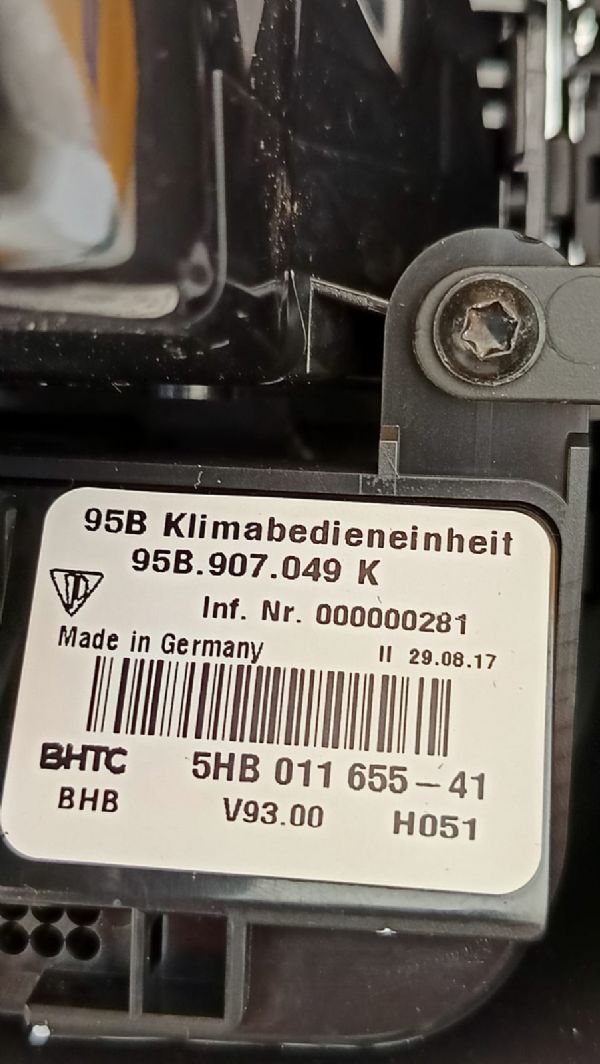 95B Klimabedieneinheit
95B.907.049 K
Inf. Nr. 000000281
Made in Germany II 29.08.17
BHTC 5HB 011 655-41
BHB V93.00 H051